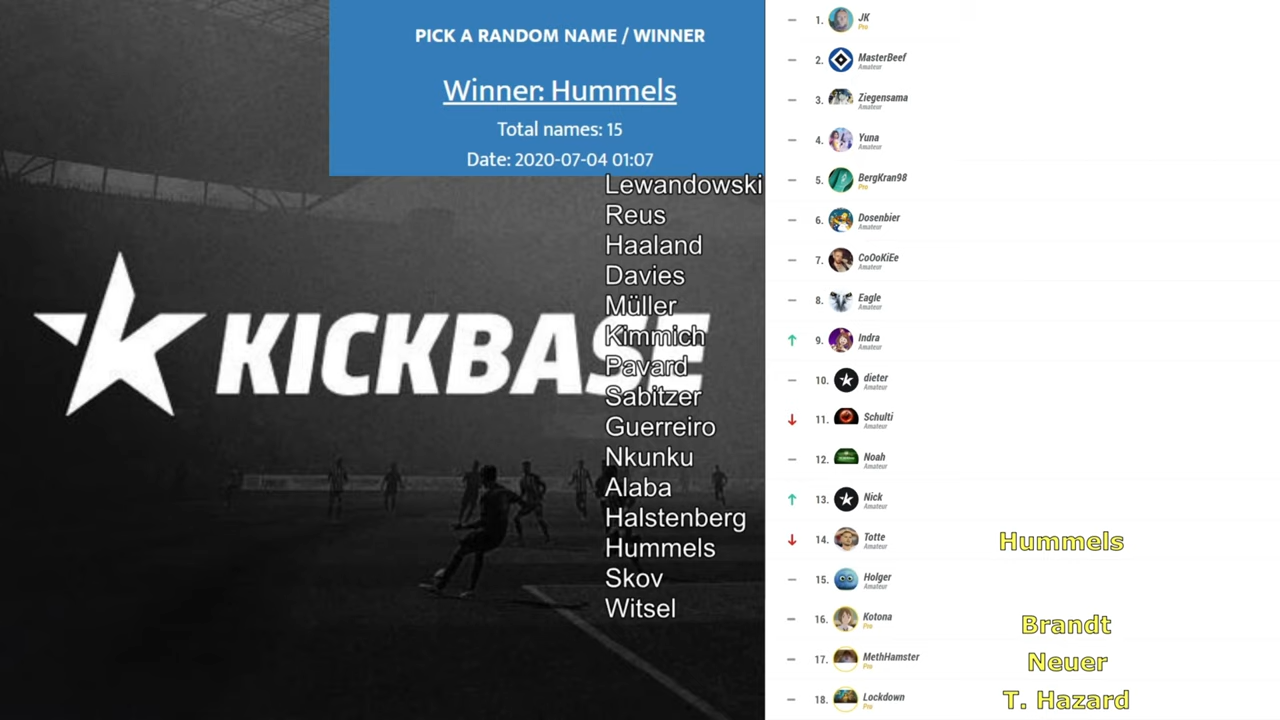 PICK A RANDOM NAME / WINNER
Winner: Hummels
Total names: 15
Date: 2020-07-04 01:07
Lewandowski
Reus
Haaland
Davies
Müller
Kimmich
Pavard
Sabitzer
Guerreiro
Nkunku
Alaba
Halstenberg
Hummels
Skov
Witsel
KICKBASE
1. JK
Pro
2. MasterBeef
Amateur
3. Ziegensama
Amateur
4. Yuna
Amateur
5. BergKran98
Pro
6. Dosenbier
Amateur
7. CoOoKiEe
Amateur
8. Eagle
Amateur
9. Indra
Amateur
10. dieter
Amateur
11. Schulti
Amateur
12. Noah
Amateur
13. Nick
Amateur
14. Totte Hummels
Amateur
15. Holger
Amateur
16. Kotona Brandt
Pro
17. MethHamster Neuer
Pro
18. Lockdown T. Hazard
Pro